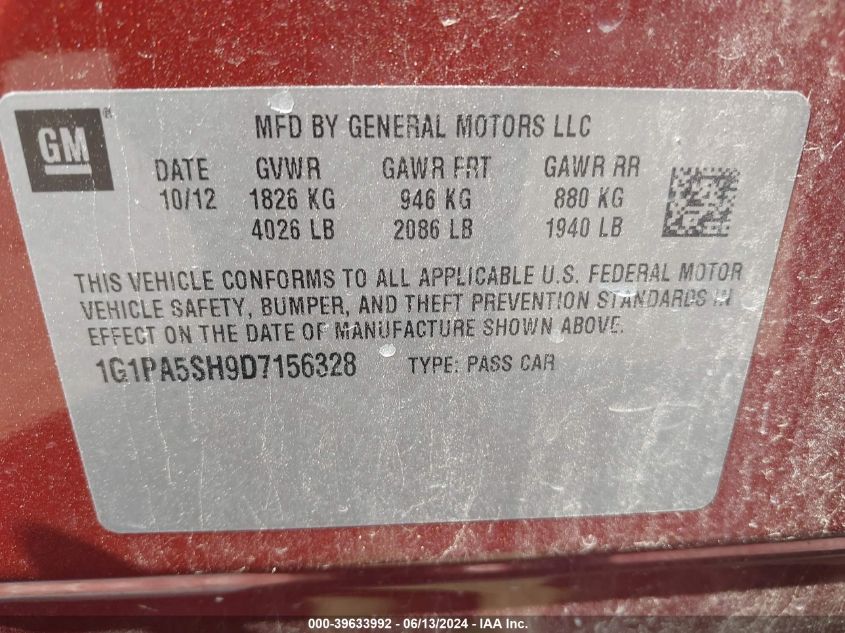 GM®
MFD BY GENERAL MOTORS LLC
DATE GVWR GAWR FRT GAWR RR
10/12 1826 KG 946 KG 880 KG
4026 LB 2086 LB 1940 LB
THIS VEHICLE CONFORMS TO ALL APPLICABLE U.S. FEDERAL MOTOR
VEHICLE SAFETY, BUMPER, AND THEFT PREVENTION STANDARDS IN
EFFECT ON THE DATE OF MANUFACTURE SHOWN ABOVE.
1G1PA5SH9D7156328 TYPE: PASS CAR
000-39633992 - 06/13/2024 - IAA Inc.